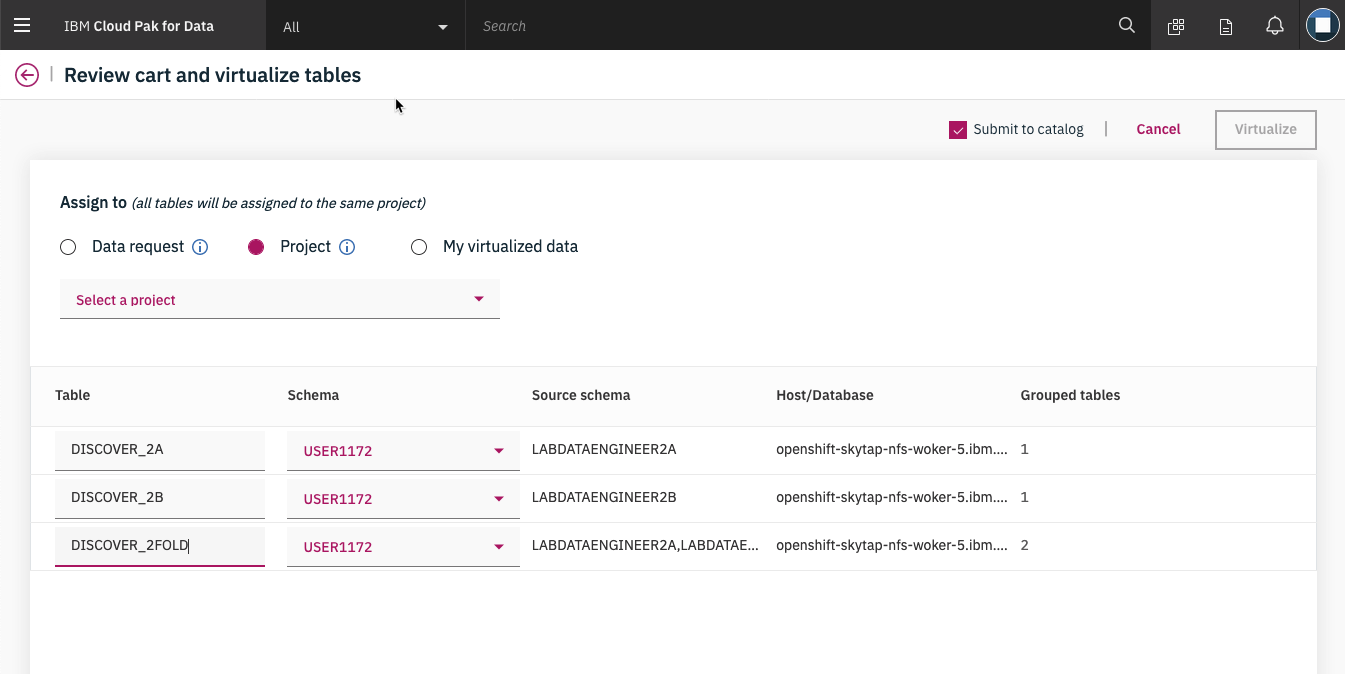 IBM Cloud Pak for Data All Search
Review cart and virtualize tables
Submit to catalog | Cancel Virtualize
Assign to (all tables will be assigned to the same project)
Data request Project My virtualized data
Select a project
Table Schema Source schema Host/Database Grouped tables
DISCOVER_2A USER1172 LABDATAENGINEER2A openshift-skytap-nfs-woker-5.ibm.... 1
DISCOVER_2B USER1172 LABDATAENGINEER2B openshift-skytap-nfs-woker-5.ibm.... 1
DISCOVER_2FOLD USER1172 LABDATAENGINEER2A,LABDATAE... openshift-skytap-nfs-woker-5.ibm.... 2